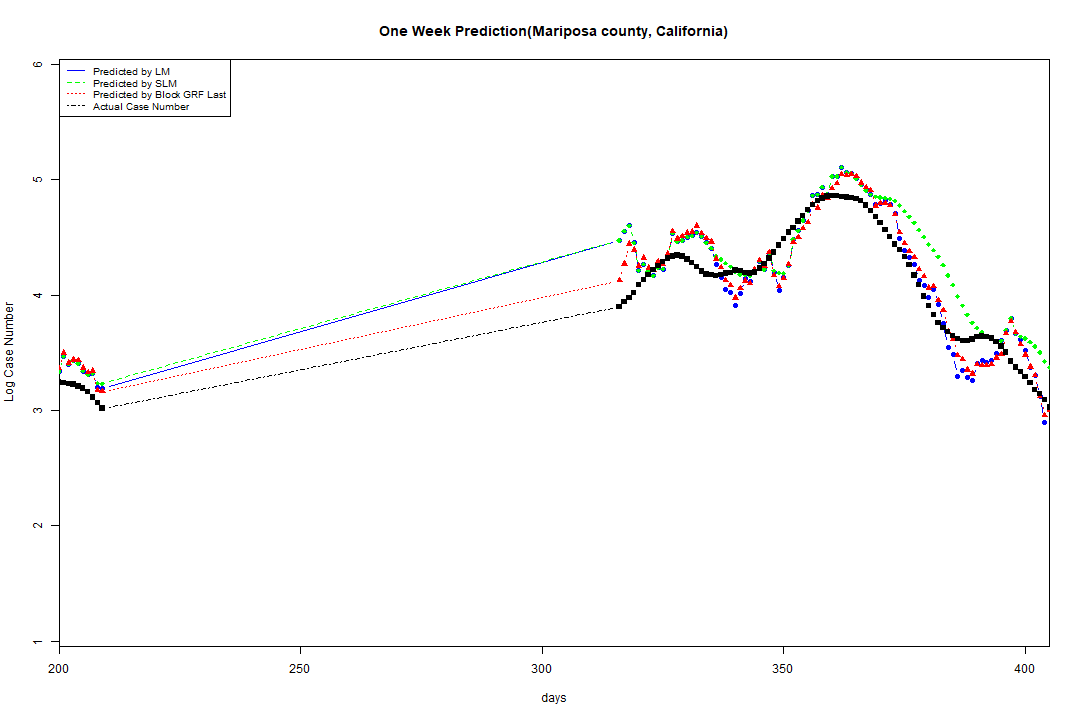 One Week Prediction(Mariposa county, California)
Predicted by LM
Predicted by SLM
Predicted by Block GRF Last
Actual Case Number
6
5
4
3
2
1
Log Case Number
200 250 300 350 400
days